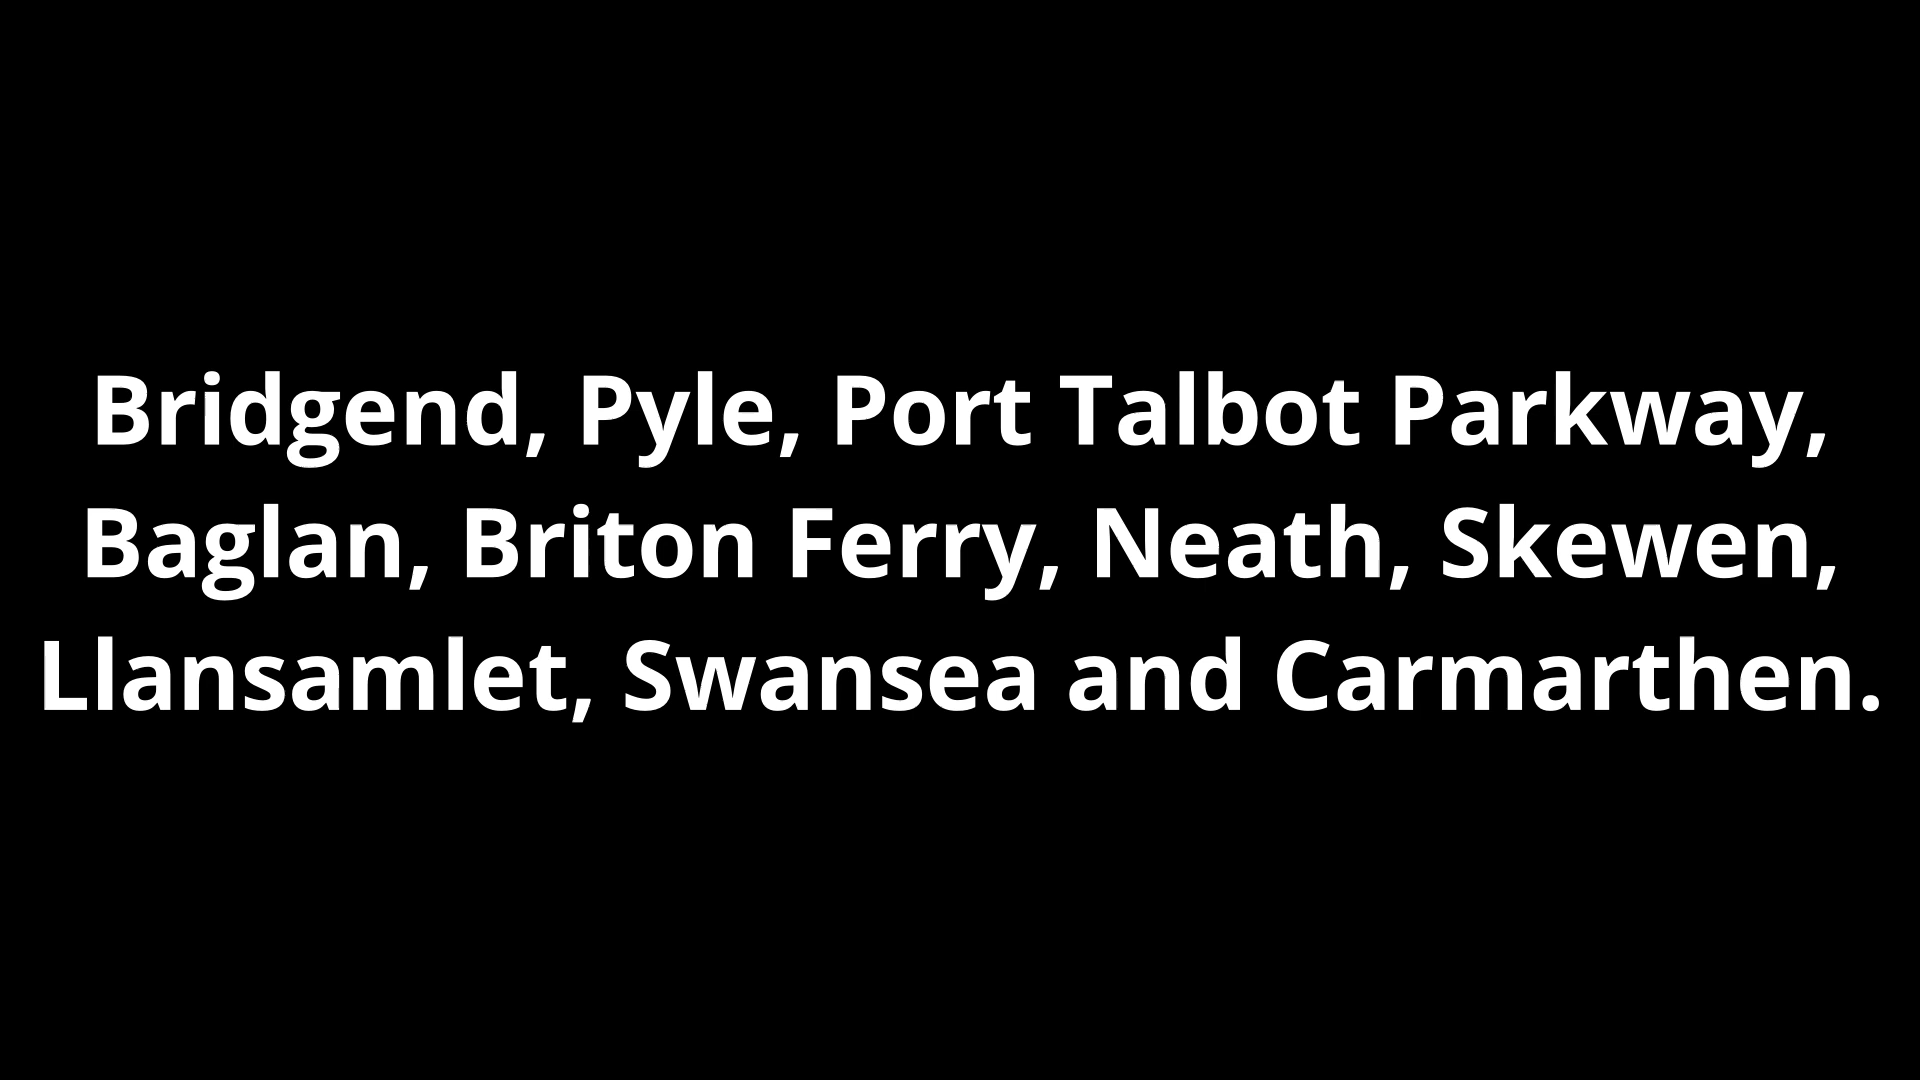 Bridgend, Pyle, Port Talbot Parkway,
Baglan, Briton Ferry, Neath, Skewen,
Llansamlet, Swansea and Carmarthen.